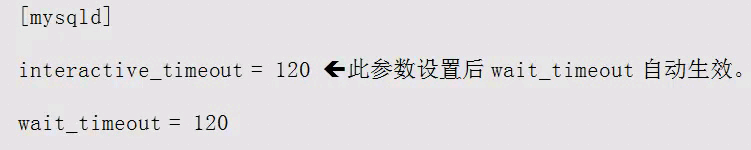 [mysqld]
interactive_timeout = 120 🡸此参数设置后 wait_timeout 自动生效。
wait_timeout = 120